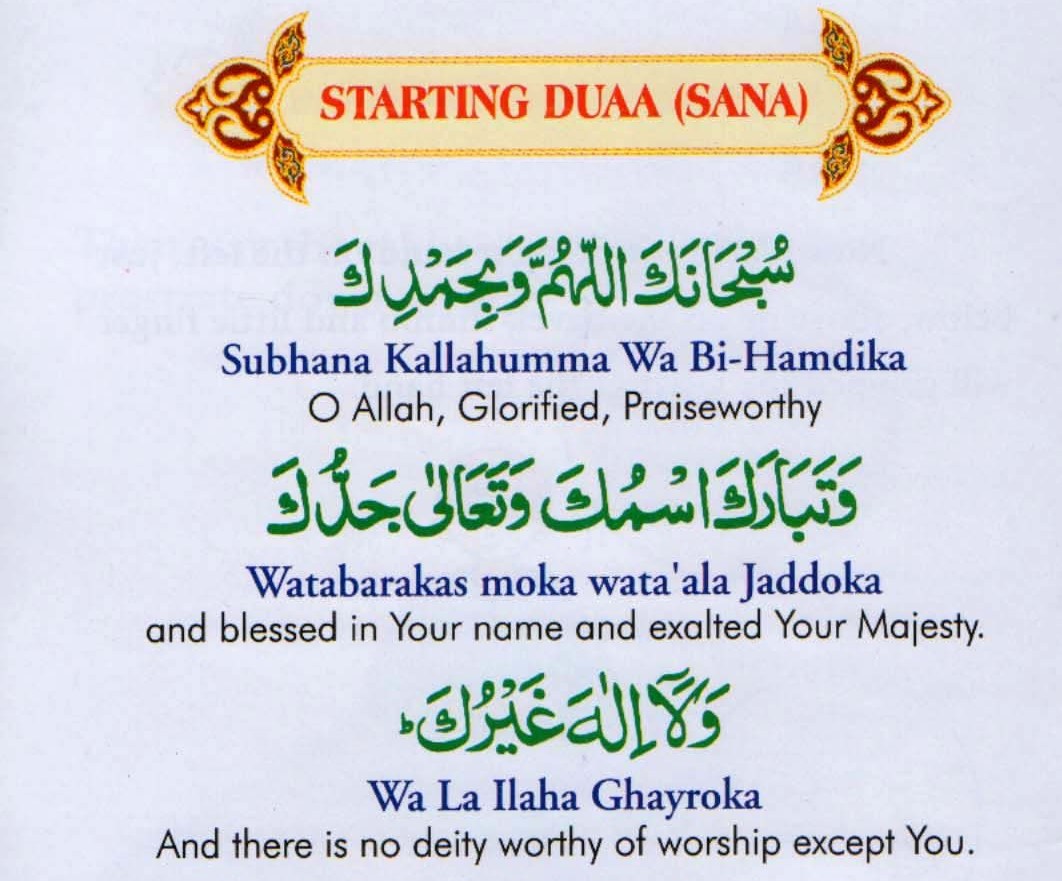 STARTING DUAA (SANA)
سُبْحَانَكَ اللّٰهُمَّ وَبِحَمْدِكَ
Subhana Kallahumma Wa Bi-Hamdika
O Allah, Glorified, Praiseworthy
وَتَبَارَكَ اسْمُكَ وَتَعَالٰى جَدُّكَ
Watabarakas moka wata'ala Jaddoka
and blessed in Your name and exalted Your Majesty.
وَلَآ اِلٰهَ غَيْرُكَ ؕ
Wa La Ilaha Ghayroka
And there is no deity worthy of worship except You.